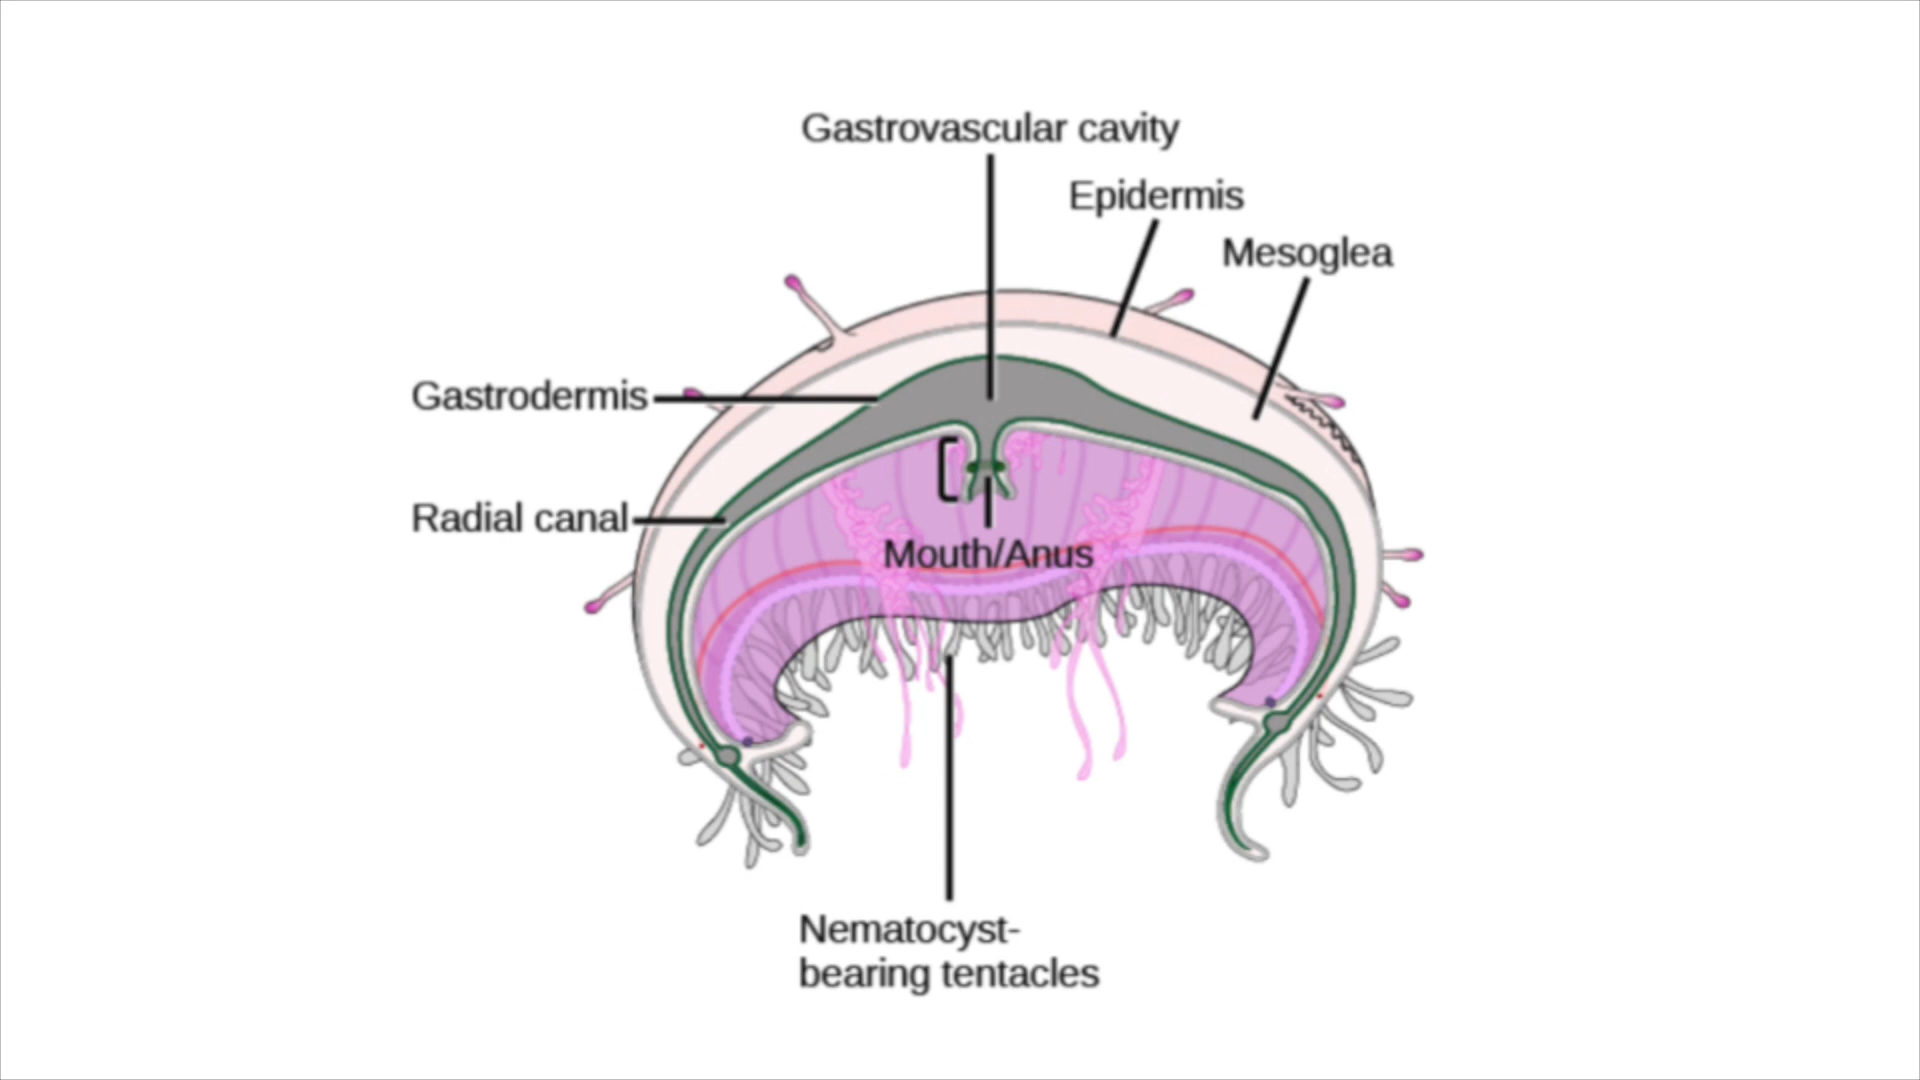 Gastrovascular cavity
Epidermis
Mesoglea
Gastrodermis
Radial canal
Mouth/Anus
Nematocyst-
bearing tentacles